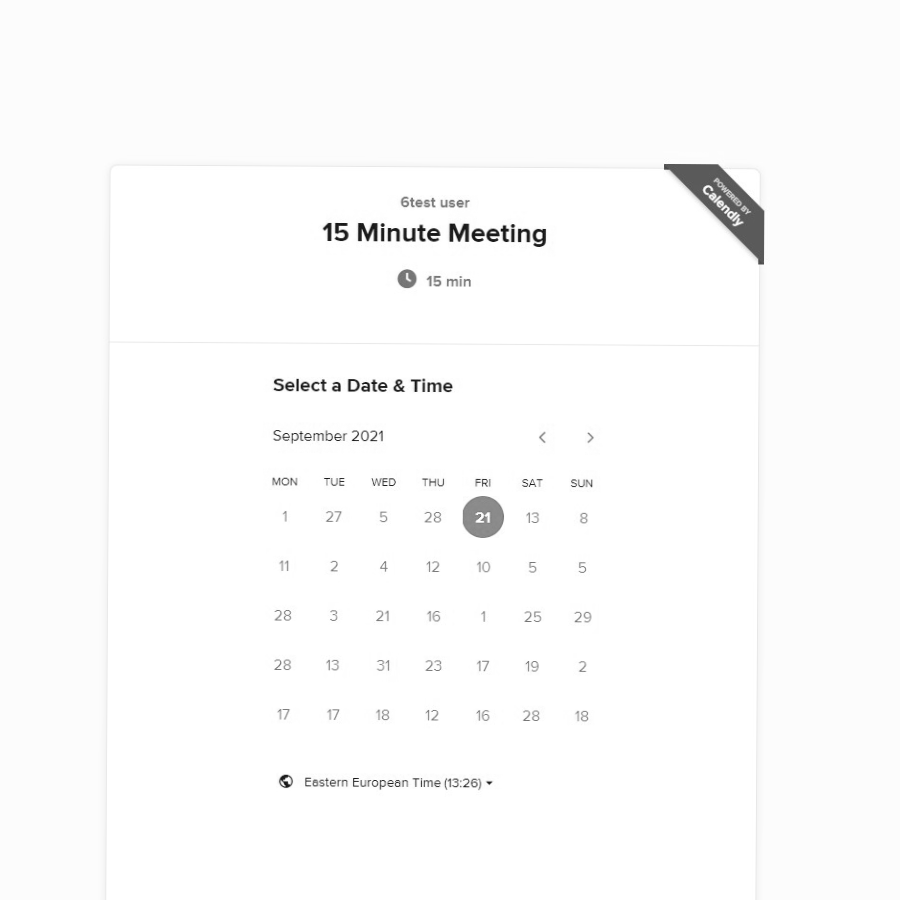 POWERED BY
Calendly
6test user
15 Minute Meeting
15 min
Select a Date & Time
September 2021
MON TUE WED THU FRI SAT SUN
1 27 5 28 21 13 8
11 2 4 12 10 5 5
28 3 21 16 1 25 29
28 13 31 23 17 19 2
17 17 18 12 16 28 18
Eastern European Time (13:26)